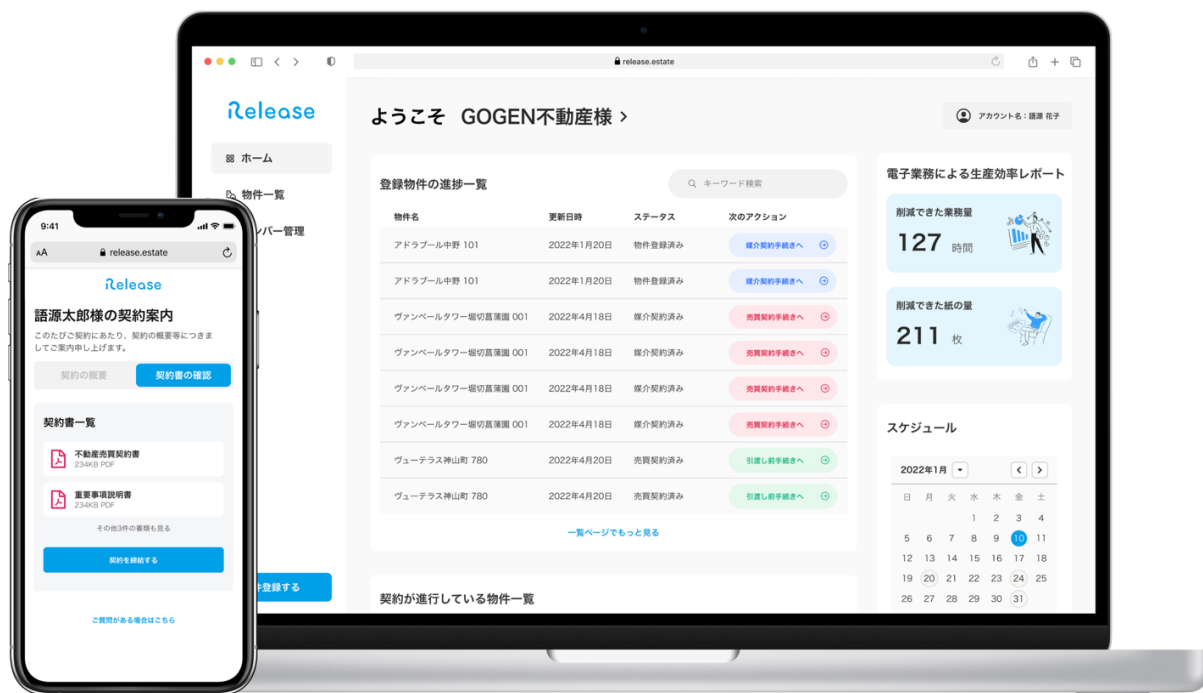 release.estate
Release
ようこそ GOGEN不動産様
アカウント名：語源 花子
ホーム
物件一覧
ンバー管理
件登録する
登録物件の進捗一覧
キーワード検索
物件名 更新日時 ステータス 次のアクション
アドラブール中野 101 2022年1月20日 物件登録済み 媒介契約手続きへ
アドラブール中野 101 2022年1月20日 物件登録済み 媒介契約手続きへ
ヴァンベールタワー堀切菖蒲園 001 2022年4月18日 媒介契約済み 売買契約手続きへ
ヴァンベールタワー堀切菖蒲園 001 2022年4月18日 媒介契約済み 売買契約手続きへ
ヴァンベールタワー堀切菖蒲園 001 2022年4月18日 媒介契約済み 売買契約手続きへ
ヴァンベールタワー堀切菖蒲園 001 2022年4月18日 媒介契約済み 売買契約手続きへ
ヴューテラス神山町 780 2022年4月20日 売買契約済み 引渡し前手続きへ
ヴューテラス神山町 780 2022年4月20日 売買契約済み 引渡し前手続きへ
一覧ページでもっと見る
契約が進行している物件一覧
電子業務による生産効率レポート
削減できた業務量
127 時間
削減できた紙の量
211 枚
スケジュール
2022年1月
日 月 火 水 木 金 土
1 2 3 4
5 6 7 8 9 10 11
12 13 14 15 16 17 18
19 20 21 22 23 24 25
26 27 28 29 30 31
9:41
AA release.estate
Release
語源太郎様の契約案内
このたびご契約にあたり、契約の概要等につきま
してご案内申し上げます。
契約の概要 契約書の確認
契約書一覧
不動産売買契約書
234KB PDF
重要事項説明書
234KB PDF
その他3件の書類も見る
契約を締結する
ご質問がある場合はこちら